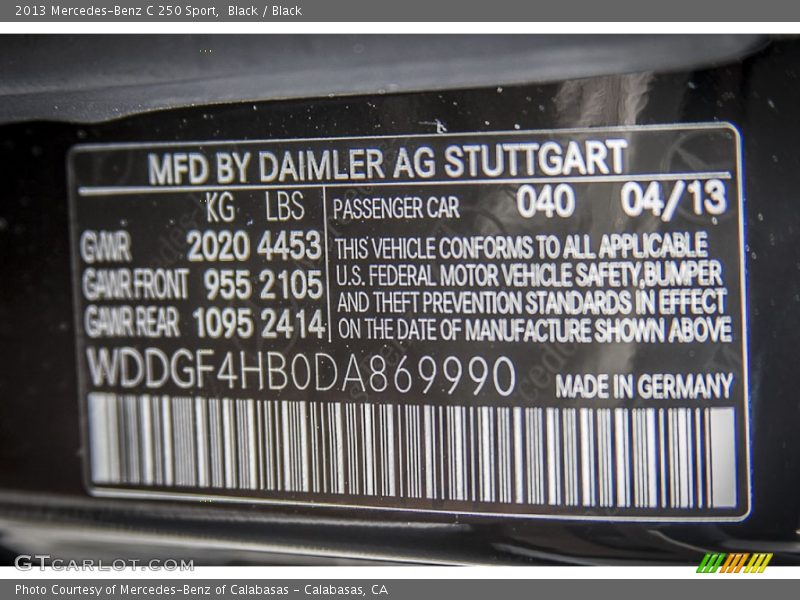 2013 Mercedes-Benz C 250 Sport,  Black / Black
MFD BY DAIMLER AG STUTTGART
KG LBS
GWR 2020 4453
GAWR FRONT 955 2105
GAWR REAR 1095 2414
PASSENGER CAR 040 04/13
THIS VEHICLE CONFORMS TO ALL APPLICABLE
U.S. FEDERAL MOTOR VEHICLE SAFETY,BUMPER
AND THEFT PREVENTION STANDARDS IN EFFECT
ON THE DATE OF MANUFACTURE SHOWN ABOVE
WDDGF4HB0DA869990
MADE IN GERMANY
GTCARLOT.COM
Photo Courtesy of Mercedes-Benz of Calabasas - Calabasas, CA